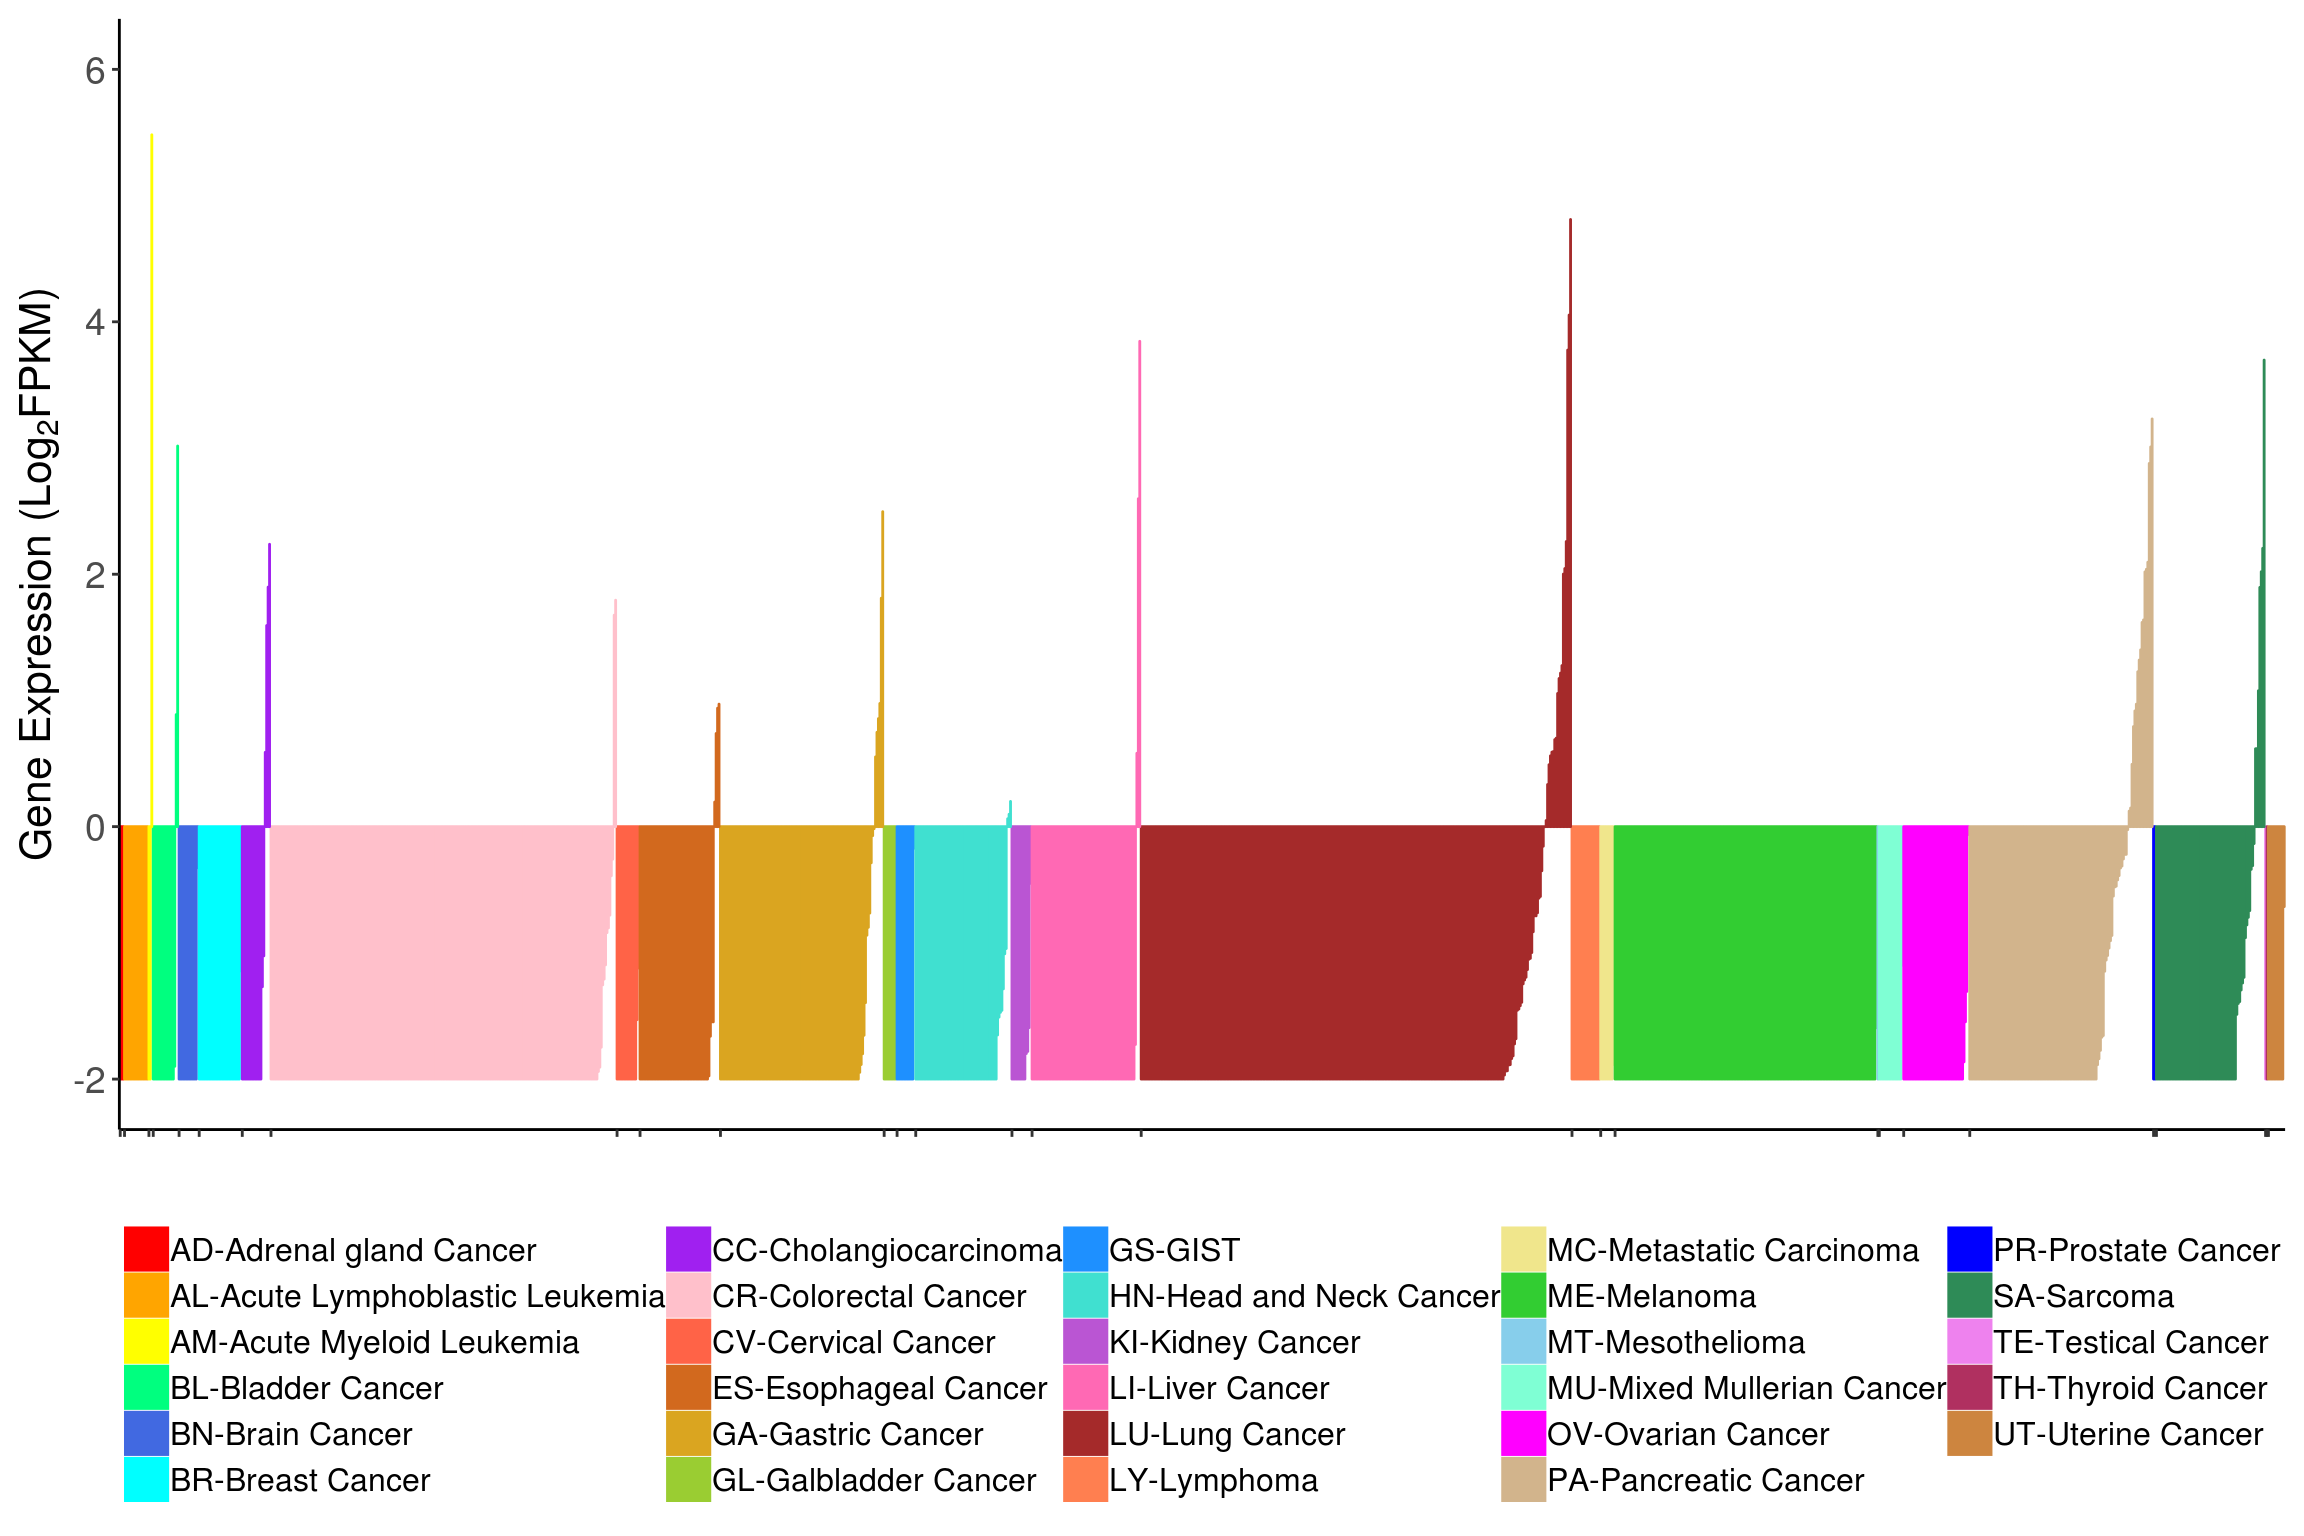 Gene Expression (Log2FPKM)
6
4
2
0
-2
AD-Adrenal gland Cancer
AL-Acute Lymphoblastic Leukemia
AM-Acute Myeloid Leukemia
BL-Bladder Cancer
BN-Brain Cancer
BR-Breast Cancer
CC-Cholangiocarcinoma
CR-Colorectal Cancer
CV-Cervical Cancer
ES-Esophageal Cancer
GA-Gastric Cancer
GL-Galbladder Cancer
GS-GIST
HN-Head and Neck Cancer
KI-Kidney Cancer
LI-Liver Cancer
LU-Lung Cancer
LY-Lymphoma
MC-Metastatic Carcinoma
ME-Melanoma
MT-Mesothelioma
MU-Mixed Mullerian Cancer
OV-Ovarian Cancer
PA-Pancreatic Cancer
PR-Prostate Cancer
SA-Sarcoma
TE-Testical Cancer
TH-Thyroid Cancer
UT-Uterine Cancer